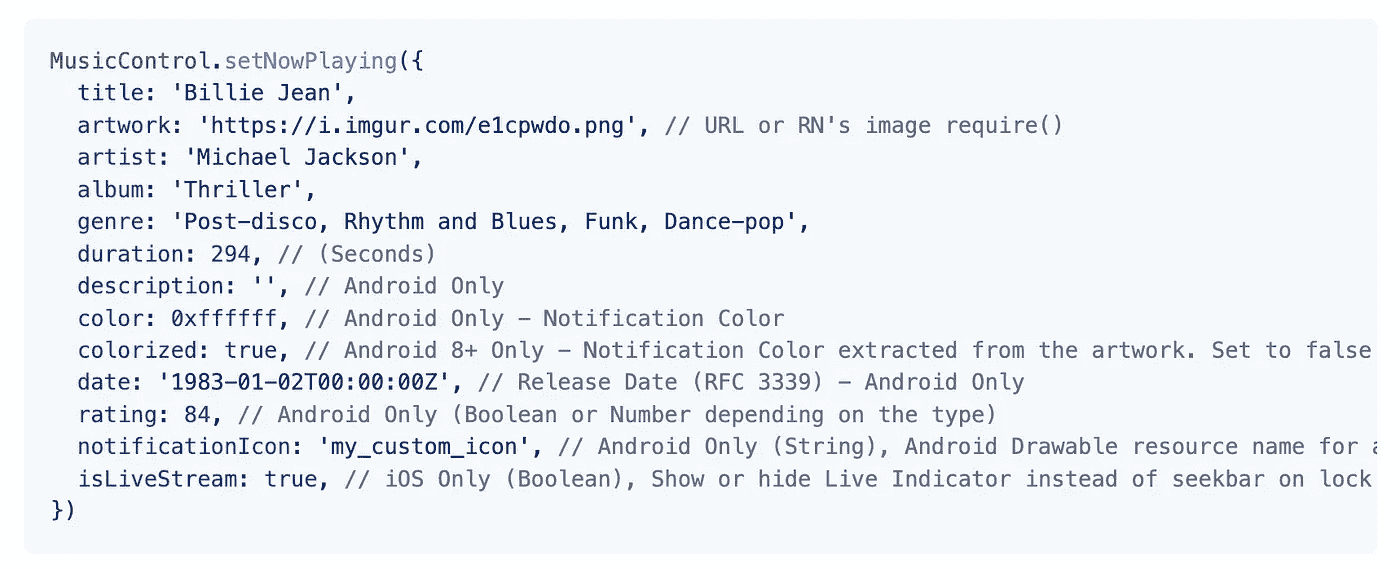 MusicControl.setNowPlaying({
title: 'Billie Jean',
artwork: 'https://i.imgur.com/e1cpwdo.png', // URL or RN's image require()
artist: 'Michael Jackson',
album: 'Thriller',
genre: 'Post-disco, Rhythm and Blues, Funk, Dance-pop',
duration: 294, // (Seconds)
description: '', // Android Only
color: 0xffffff, // Android Only - Notification Color
colorized: true, // Android 8+ Only - Notification Color extracted from the artwork. Set to false
date: '1983-01-02T00:00:00Z', // Release Date (RFC 3339) - Android Only
rating: 84, // Android Only (Boolean or Number depending on the type)
notificationIcon: 'my_custom_icon', // Android Only (String), Android Drawable resource name for
isLiveStream: true, // iOS Only (Boolean), Show or hide Live Indicator instead of seekbar on lock
})